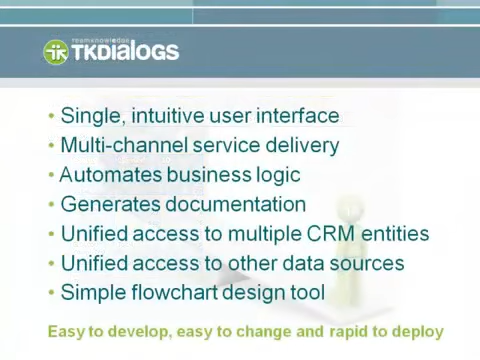 TeamKnowledge
TKDialogs
• Single, intuitive user interface
• Multi-channel service delivery
• Automates business logic
• Generates documentation
• Unified access to multiple CRM entities
• Unified access to other data sources
• Simple flowchart design tool
Easy to develop, easy to change and rapid to deploy